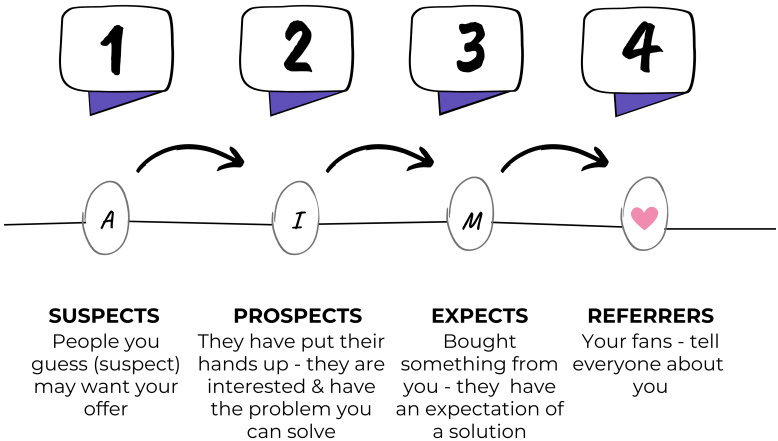 1
2
3
4
A
I
M
SUSPECTS
People you
guess (suspect)
may want your
offer
PROSPECTS
They have put their
hands up - they are
interested & have
the problem you
can solve
EXPECTS
Bought
something from
you - they have
an expectation of
a solution
REFERRERS
Your fans - tell
everyone about
you